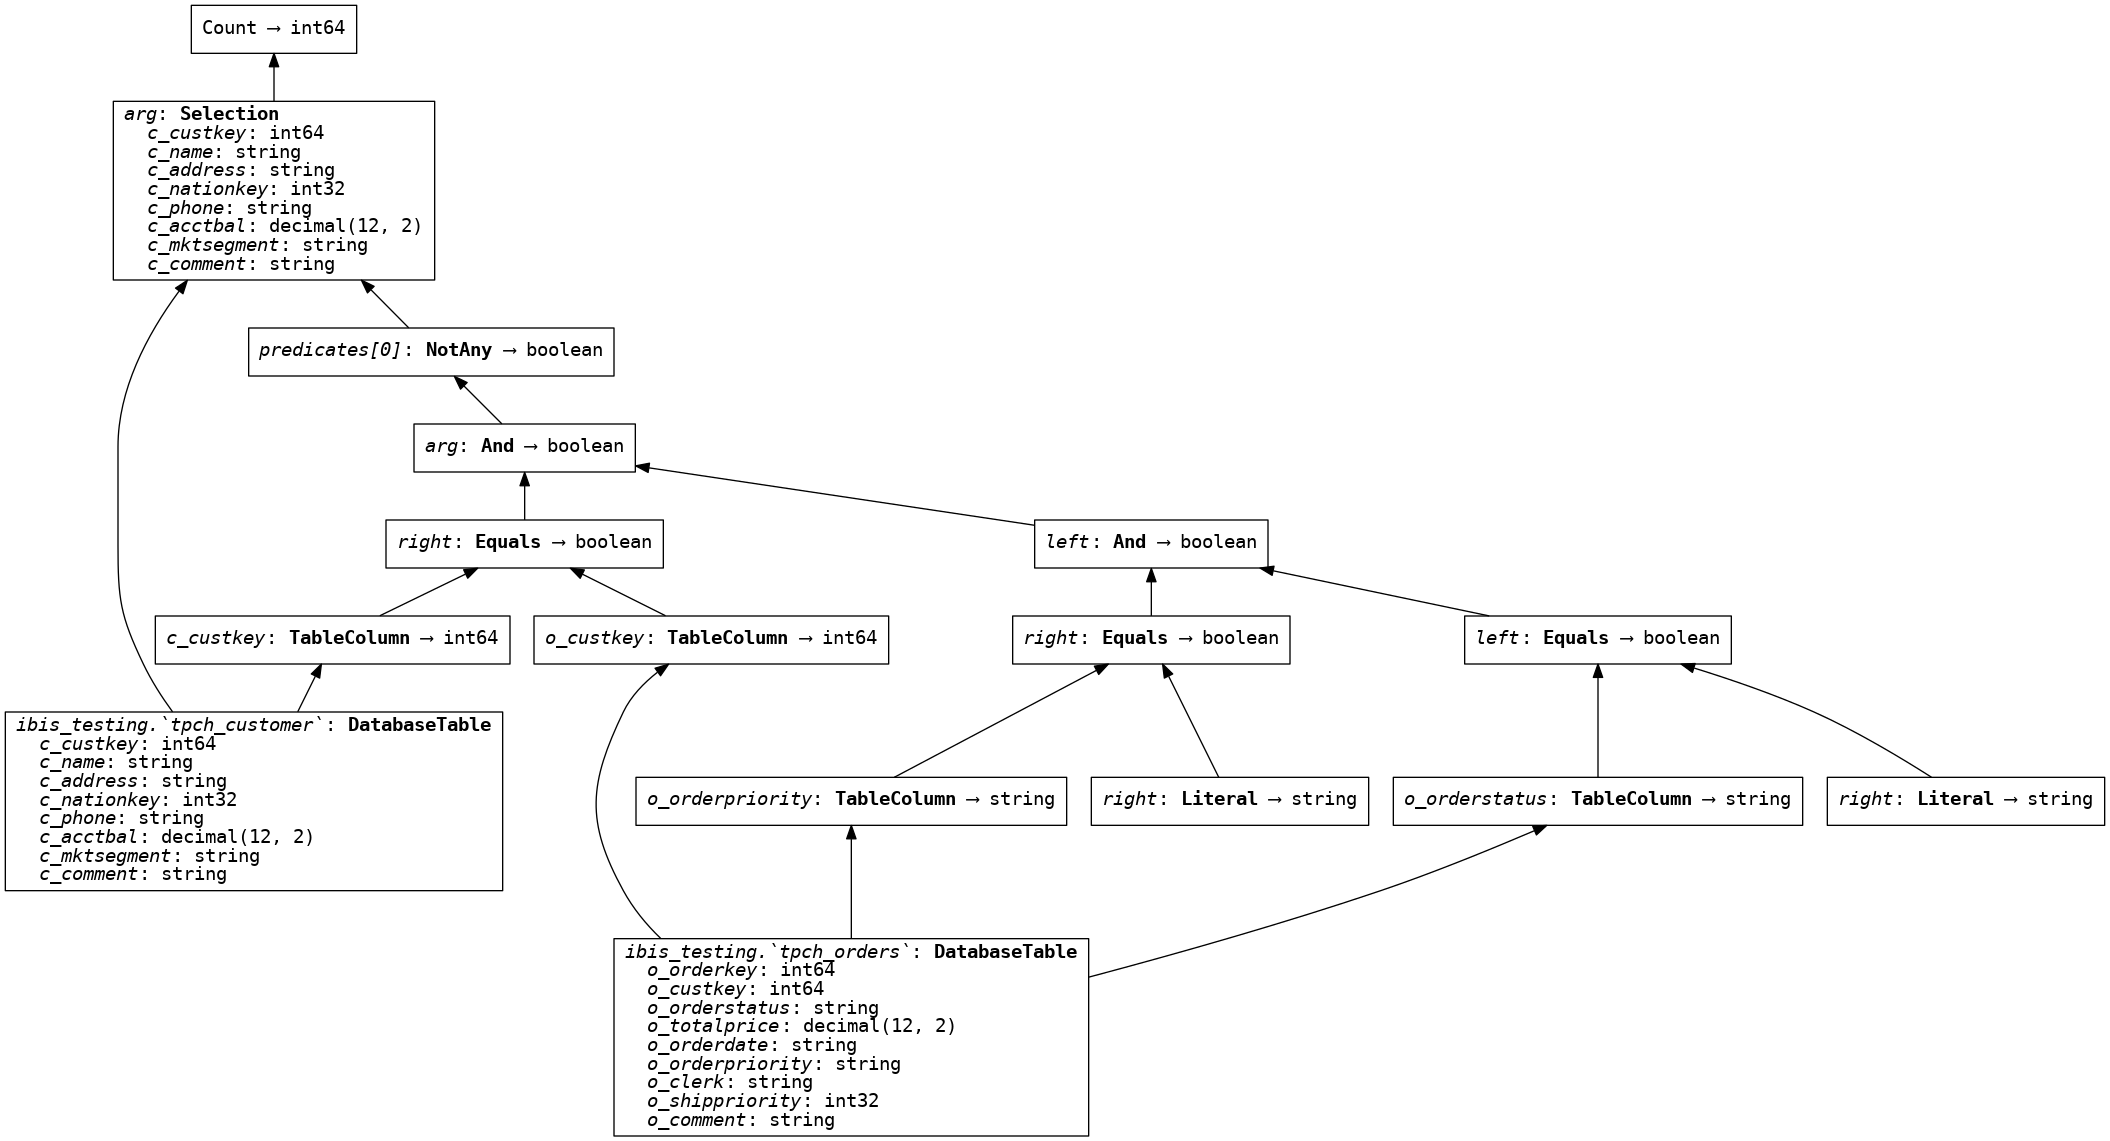 Count → int64
arg: Selection
c_custkey: int64
c_name: string
c_address: string
c_nationkey: int32
c_phone: string
c_acctbal: decimal(12, 2)
c_mktsegment: string
c_comment: string
predicates[0]: NotAny → boolean
arg: And → boolean
right: Equals → boolean
left: And → boolean
c_custkey: TableColumn → int64
o_custkey: TableColumn → int64
right: Equals → boolean
left: Equals → boolean
ibis_testing.`tpch_customer`: DatabaseTable
c_custkey: int64
c_name: string
c_address: string
c_nationkey: int32
c_phone: string
c_acctbal: decimal(12, 2)
c_mktsegment: string
c_comment: string
o_orderpriority: TableColumn → string
right: Literal → string
o_orderstatus: TableColumn → string
right: Literal → string
ibis_testing.`tpch_orders`: DatabaseTable
o_orderkey: int64
o_custkey: int64
o_orderstatus: string
o_totalprice: decimal(12, 2)
o_orderdate: string
o_orderpriority: string
o_clerk: string
o_shippriority: int32
o_comment: string